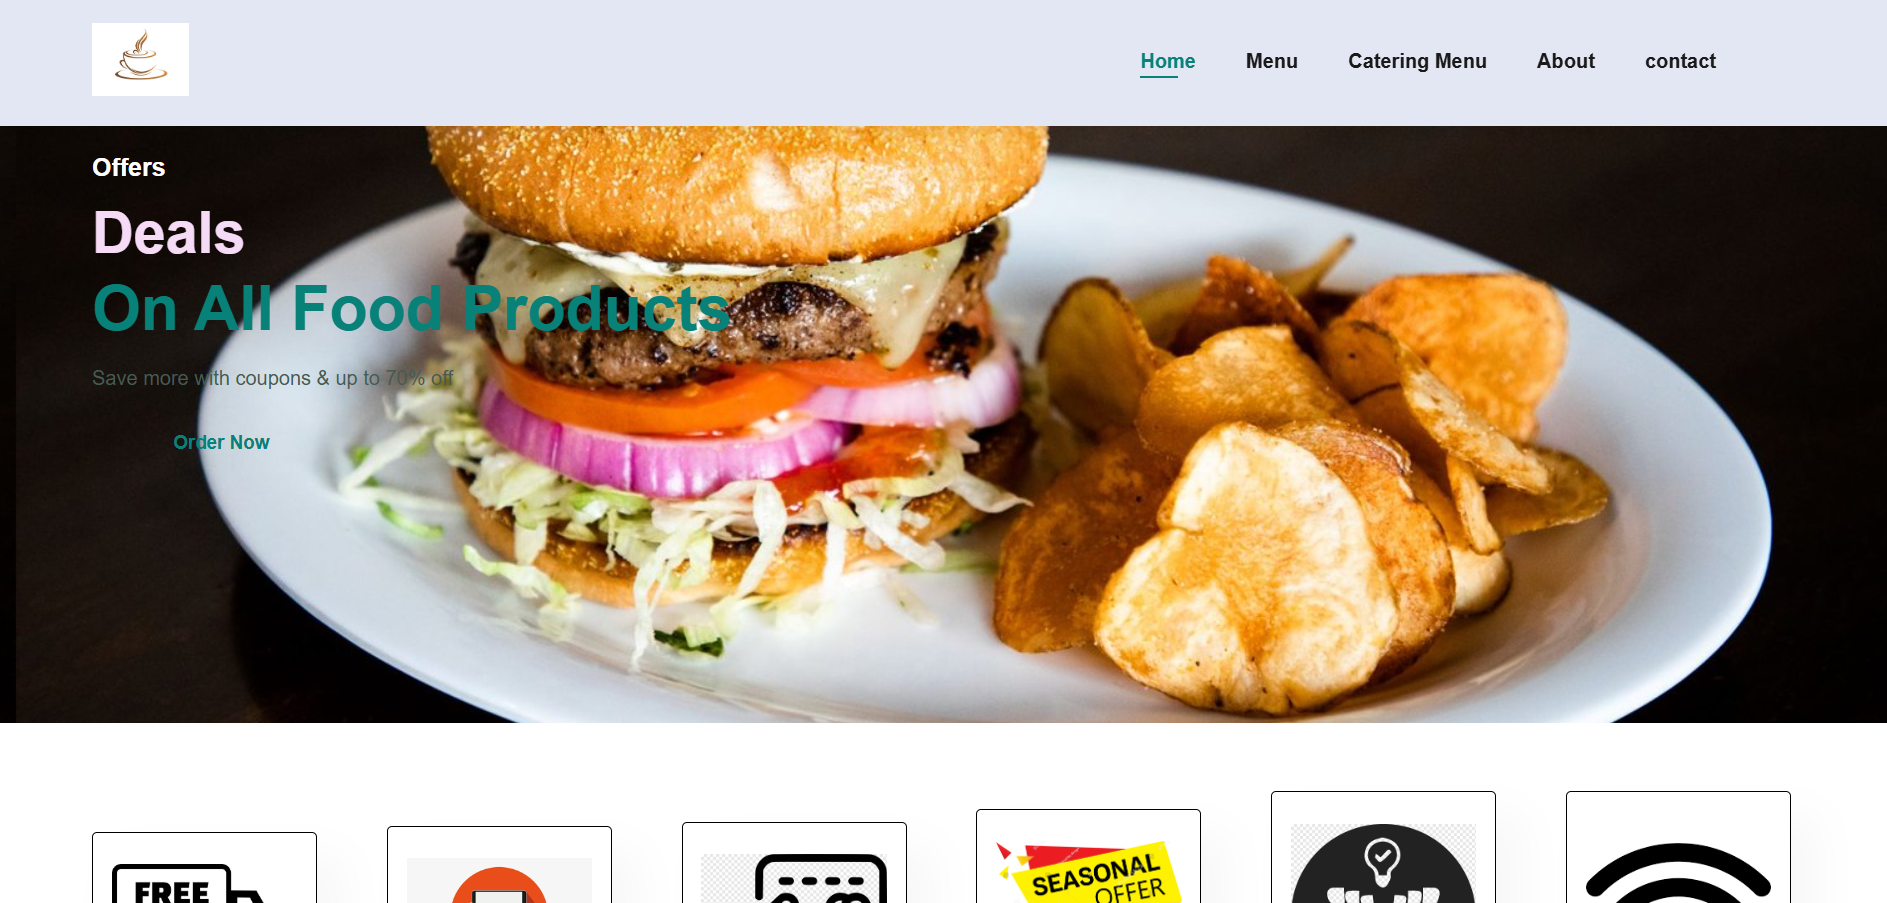 Home Menu Catering Menu About contact
Offers
Deals
On All Food Products
Save more with coupons & up to 70% off
Order Now
FREE
SEASONAL
OFFER